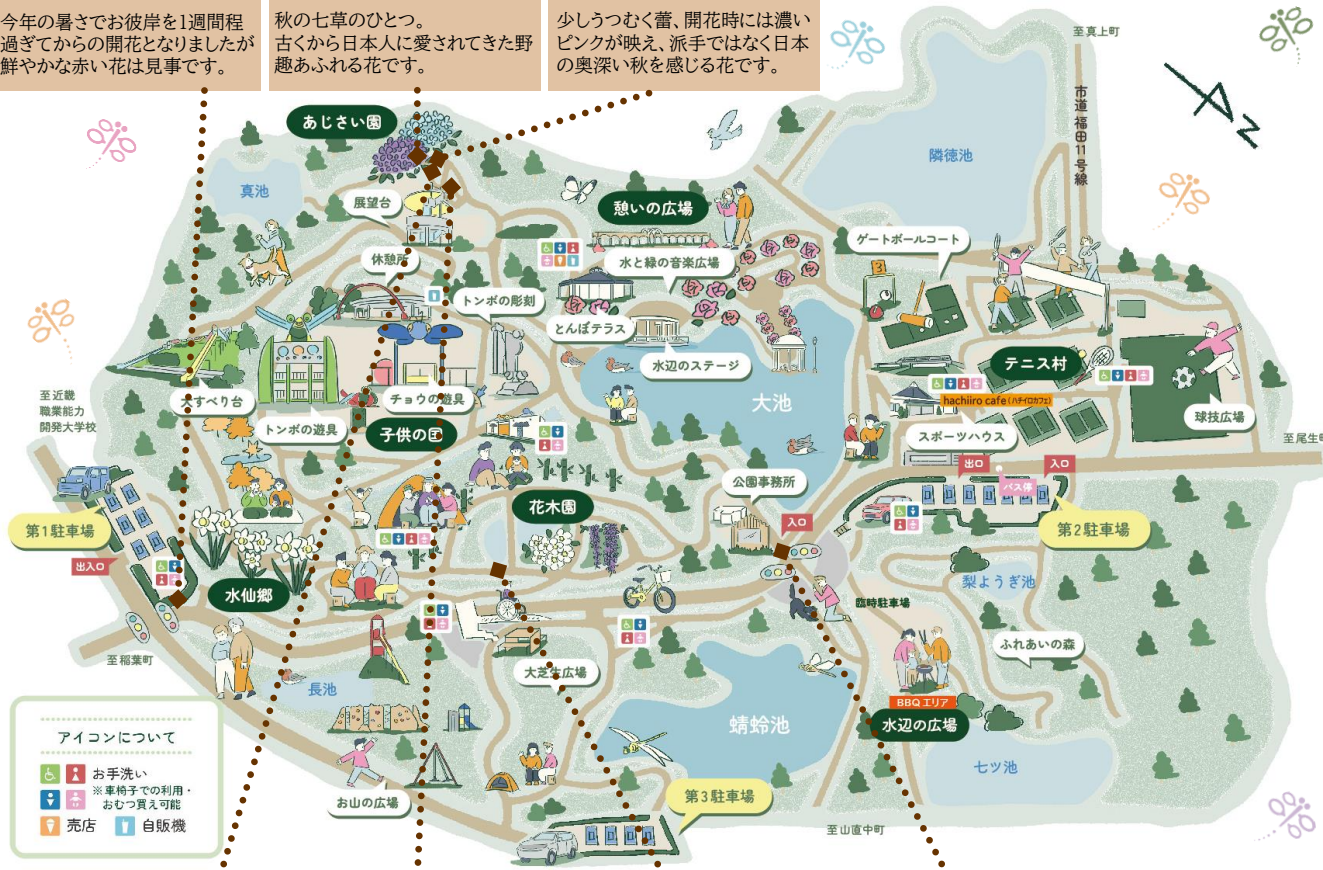 今年の暑さでお彼岸を1週間程
過ぎてからの開花となりましたが
鮮やかな赤い花は見事です。
秋の七草のひとつ。
古くから日本人に愛されてきた野
趣あふれる花です。
少しうつむく蕾、開花時には濃い
ピンクが映え、派手ではなく日本
の奥深い秋を感じる花です。
至真上町
市道 福田11号線
N
あじさい園
真池
展望台
憩いの広場
隣徳池
ゲートボールコート
休憩所
水と緑の音楽広場
トンボの彫刻
とんぼテラス
水辺のステージ
テニス村
大池
hachiiro cafe (ハチイロカフェ)
スポーツハウス
球技広場
至尾生町
至近畿
職業能力
開発大学校
大すべり台
トンボの遊具
チョウの遊具
子供の国
公園事務所
出口
入口
バス停
第2駐車場
花木園
入口
第1駐車場
出入口
水仙郷
梨ようぎ池
臨時駐車場
ふれあいの森
至稲葉町
長池
大芝生広場
蜻蛉池
BBQ エリア
水辺の広場
七ツ池
お山の広場
第3駐車場
至山直中町
アイコンについて
お手洗い
※車椅子での利用・
おむつ買え可能
売店
自販機